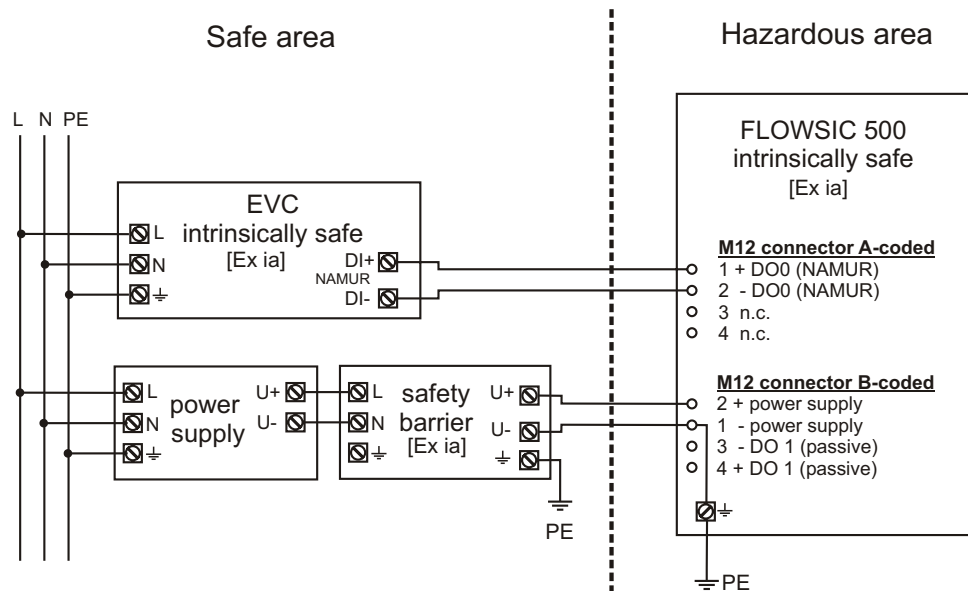 Safe area
Hazardous area
L N PE
FLOWSIC 500
intrinsically safe
[Ex ia]
EVC
intrinsically safe
[Ex ia]
L
N
DI+
NAMUR
DI-
M12 connector A-coded
1 + DO0 (NAMUR)
2 - DO0 (NAMUR)
3 n.c.
4 n.c.
L
N
power
supply
U+
U-
L
N
safety
barrier
[Ex ia]
U+
U-
PE
M12 connector B-coded
2 + power supply
1 - power supply
3 - DO 1 (passive)
4 + DO 1 (passive)
PE